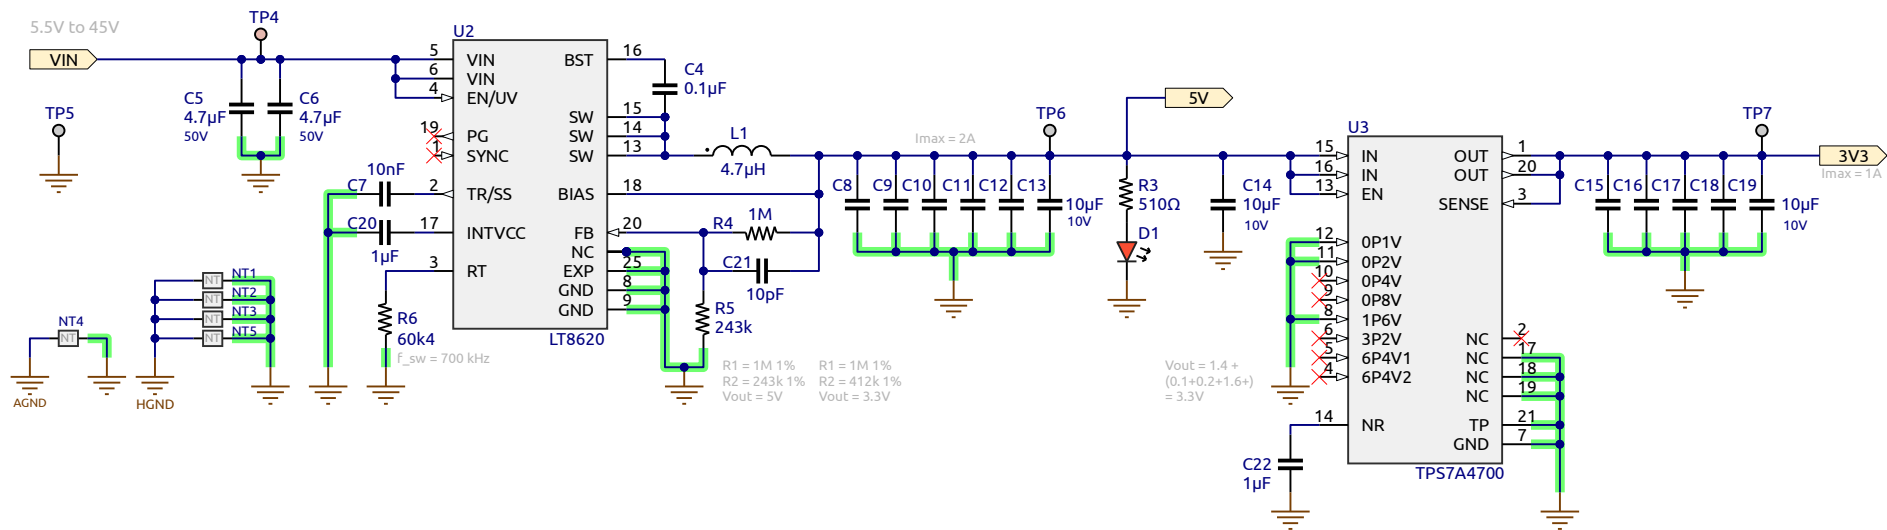 5.5V to 45V
VIN
TP4
TP5
C5
4.7µF
50V
C6
4.7µF
50V
U2
5
VIN
6
VIN
4
EN/UV
19
PG
1
SYNC
2
TR/SS
17
INTVCC
3
RT
BST
16
SW
15
SW
14
SW
13
BIAS
18
FB
20
NC
EXP
25
GND
8
GND
9
LT8620
10nF
C7
C20
1µF
R6
60k4
f_sw = 700 kHz
NT1
NT
NT2
NT
NT3
NT
NT5
NT
NT4
NT
AGND
HGND
C4
0.1µF
L1
4.7µH
R4
1M
C21
10pF
R5
243k
R1 = 1M 1%
R2 = 243k 1%
Vout = 5V
R1 = 1M 1%
R2 = 412k 1%
Vout = 3.3V
Imax = 2A
TP6
C8
C9
C10
C11
C12
C13
10µF
10V
5V
R3
510Ω
D1
C14
10µF
10V
U3
15
IN
16
IN
13
EN
12
0P1V
11
0P2V
10
0P4V
9
0P8V
8
1P6V
6
3P2V
5
6P4V1
4
6P4V2
14
NR
OUT
1
OUT
20
SENSE
3
NC
2
NC
17
NC
18
NC
19
TP
21
GND
7
TPS7A4700
Vout = 1.4 +
(0.1+0.2+1.6+)
= 3.3V
C22
1µF
C15
C16
C17
C18
C19
10µF
10V
TP7
3V3
Imax = 1A